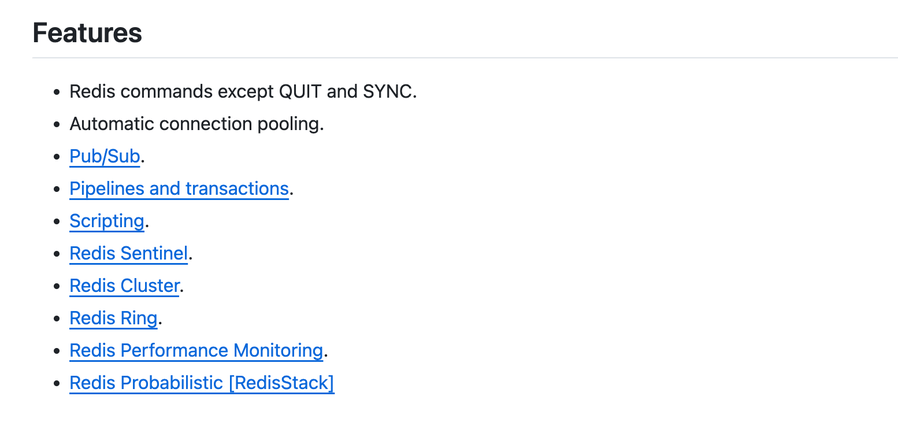 Features
• Redis commands except QUIT and SYNC.
• Automatic connection pooling.
• Pub/Sub.
• Pipelines and transactions.
• Scripting.
• Redis Sentinel.
• Redis Cluster.
• Redis Ring.
• Redis Performance Monitoring.
• Redis Probabilistic [RedisStack]